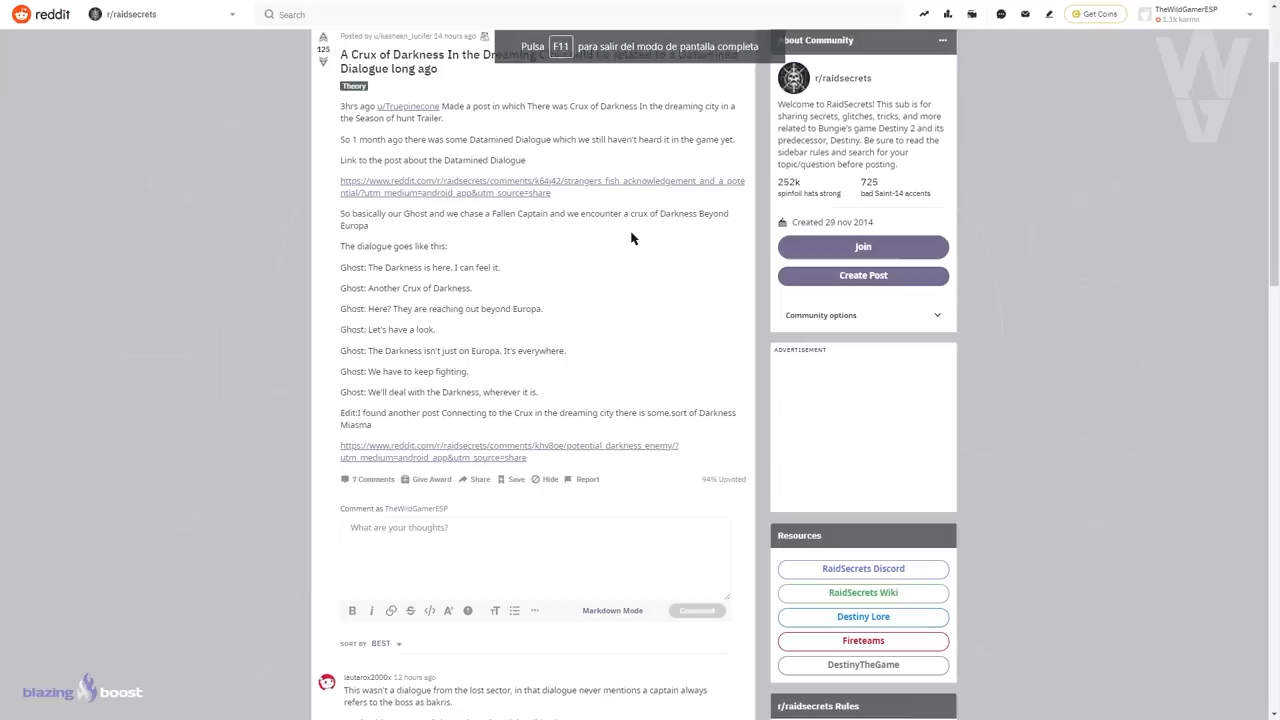 reddit
r/raidsecrets
Search
Get Coins
TheWildGamerESP
1.1k karma
Pulsa F11 para salir del modo de pantalla completa
Posted by u/kashean_lucifer 14 hours ago
125
A Crux of Darkness In the
Dialogue long ago
Theory
3hrs ago u/Truepinecone Made a post in which There was Crux of Darkness In the dreaming city in a
the Season of hunt Trailer.
So 1 month ago there was some Datamined Dialogue which we still haven't heard it in the game yet.
Link to the post about the Datamined Dialogue
https://www.reddit.com/r/raidsecrets/comments/k64j42/strangers_fish_acknowledgement_and_a_pote
ntial/?utm_medium=android_app&utm_source=share
So basically our Ghost and we chase a Fallen Captain and we encounter a crux of Darkness Beyond
Europa
The dialogue goes like this:
Ghost: The Darkness is here. I can feel it.
Ghost: Another Crux of Darkness.
Ghost: Here? They are reaching out beyond Europa.
Ghost: Let's have a look.
Ghost: The Darkness isn't just on Europa. It's everywhere.
Ghost: We have to keep fighting.
Ghost: We'll deal with the Darkness, wherever it is.
Edit:I found another post Connecting to the Crux in the dreaming city there is some.sort of Darkness
Miasma
https://www.reddit.com/r/raidsecrets/comments/khv8oe/potential_darkness_enemy/?
utm_medium=android_app&utm_source=share
7 Comments Give Award Share Save Hide Report
94% Upvoted
Comment as TheWildGamerESP
What are your thoughts?
B i A
Markdown Mode
Comment
SORT BY BEST
lautarox2000x 12 hours ago
This wasn't a dialogue from the lost sector, in that dialogue never mentions a captain always
refers to the boss as bakris.
bout Community
r/raidsecrets
Welcome to RaidSecrets! This sub is for
sharing secrets, glitches, tricks, and more
related to Bungie's game Destiny 2 and its
predecessor, Destiny. Be sure to read the
sidebar rules and search for your
topic/question before posting.
252k 725
spinfoil hats strong bad Saint-14 accents
Created 29 nov 2014
Join
Create Post
Community options
ADVERTISEMENT
Resources
RaidSecrets Discord
RaidSecrets Wiki
Destiny Lore
Fireteams
DestinyTheGame
r/raidsecrets Rules
blazing boost